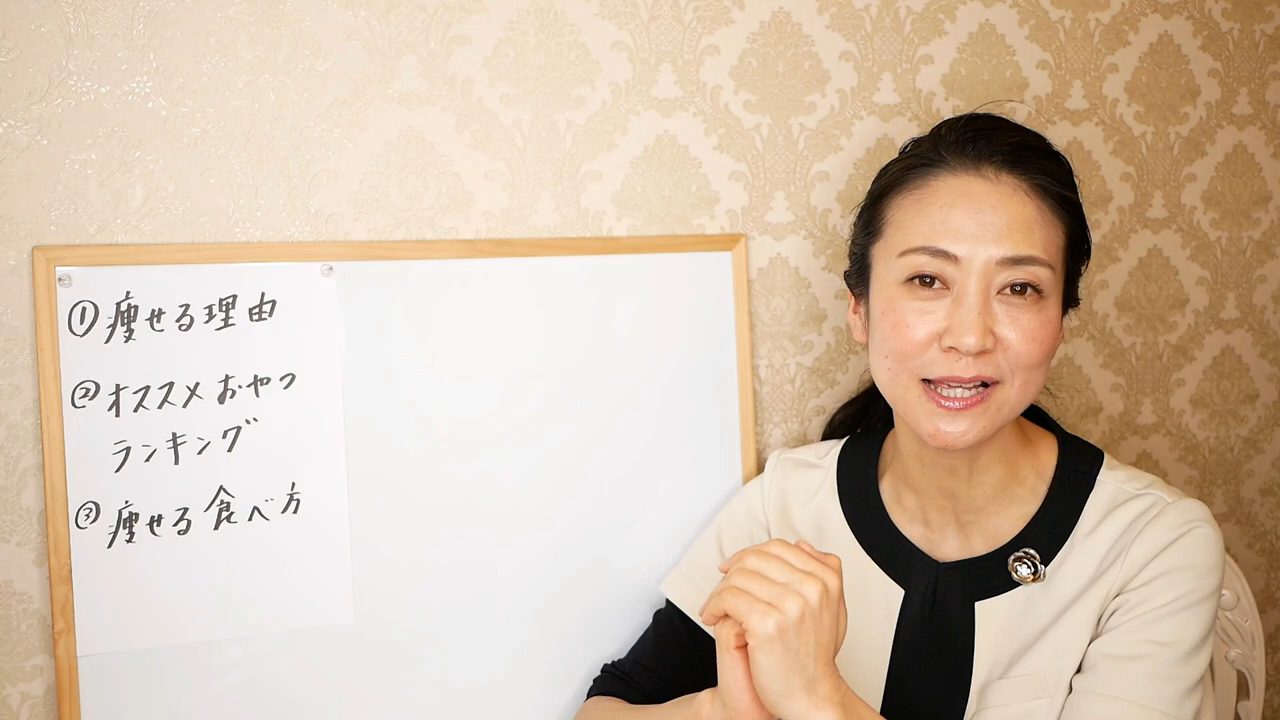 ①痩せる理由
②オススメおやつ
ランキング
③痩せる食べ方